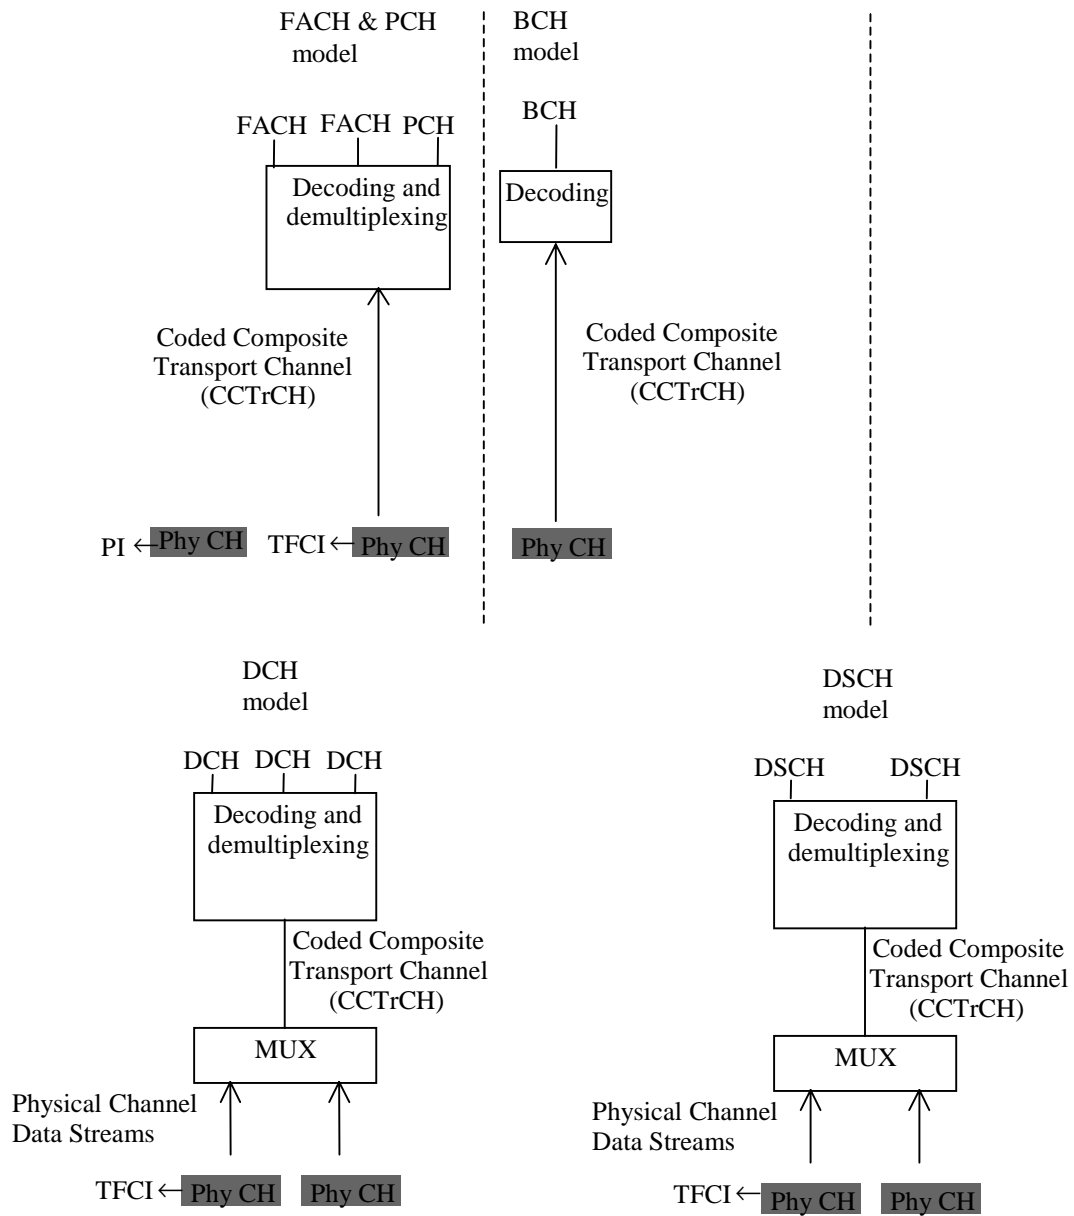 FACH & PCH
model
BCH
model
FACH FACH PCH
Decoding and
demultiplexing
BCH
Decoding
Coded Composite
Transport Channel
(CCTrCH)
Coded Composite
Transport Channel
(CCTrCH)
PI
Phy CH
TFCI
Phy CH
Phy CH
DCH
model
DSCH
model
DCH DCH DCH
Decoding and
demultiplexing
Coded Composite
Transport Channel
(CCTrCH)
MUX
Physical Channel
Data Streams
TFCI
Phy CH
Phy CH
DSCH DSCH
Decoding and
demultiplexing
Coded Composite
Transport Channel
(CCTrCH)
MUX
Physical Channel
Data Streams
TFCI
Phy CH
Phy CH